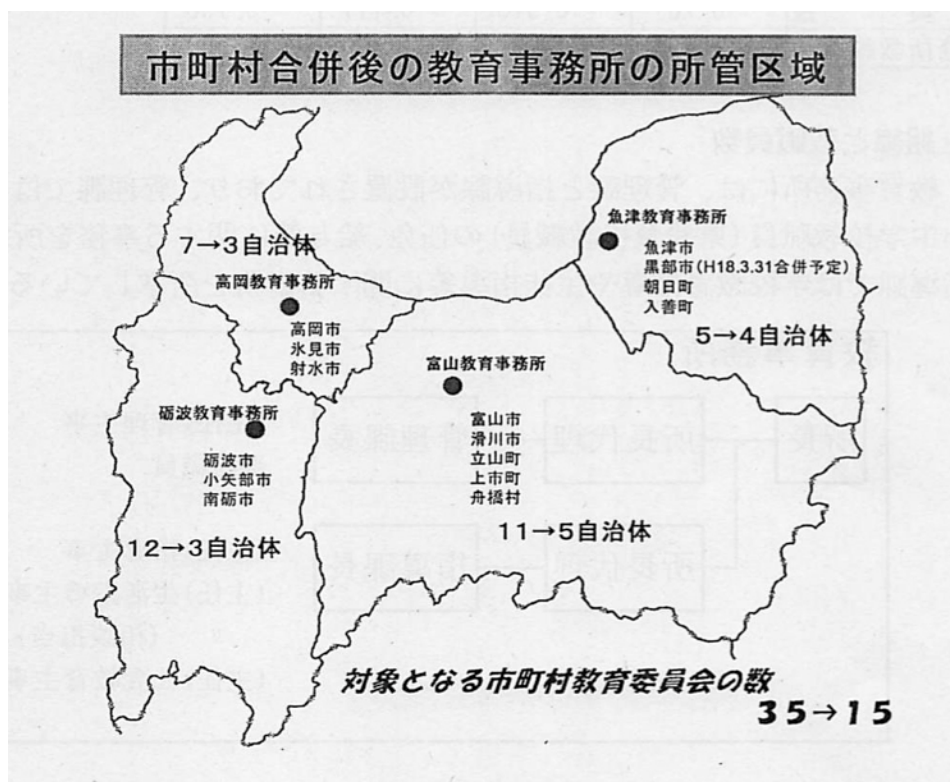 市町村合併後の教育事務所の所管区域
7→3自治体
高岡教育事務所
高岡市
氷見市
射水市
魚津教育事務所
魚津市
黒部市(H18.3.31合併予定)
朝日町
入善町
5→4自治体
富山教育事務所
富山市
滑川市
立山町
上市町
舟橋村
11→5自治体
砺波教育事務所
砺波市
小矢部市
南砺市
12→3自治体
対象となる市町村教育委員会の数
35→15